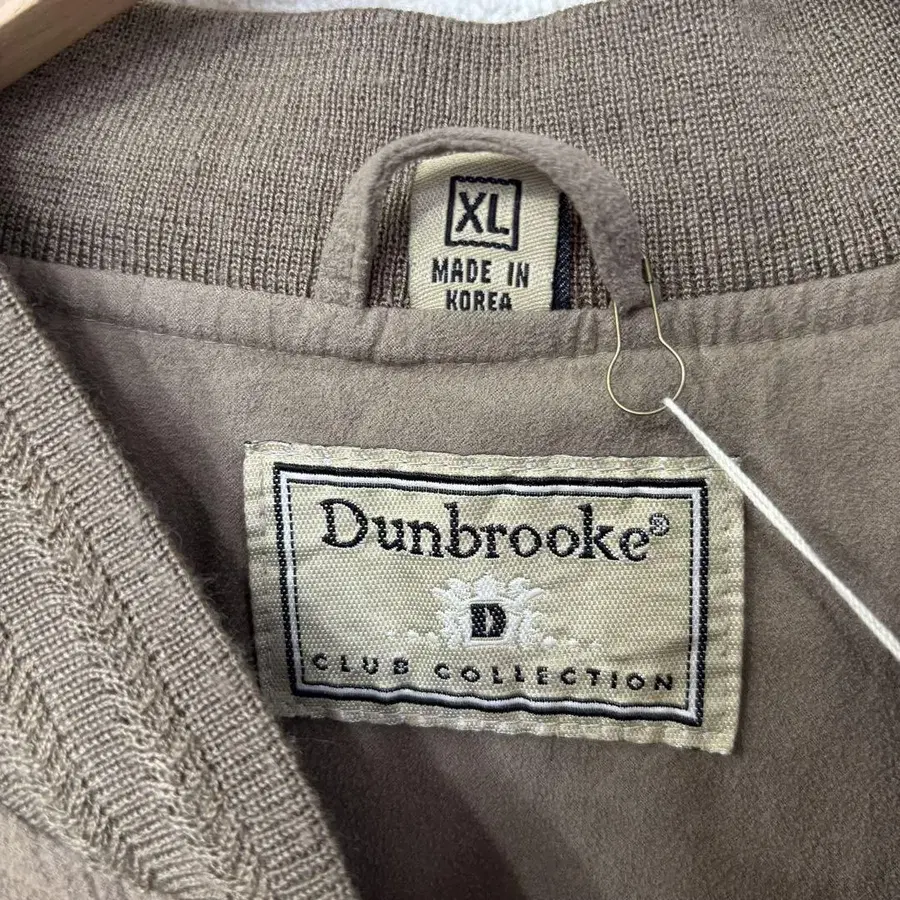 XL
MADE IN
KOREA
Dunbrooke®
D
CLUB COLLECTION